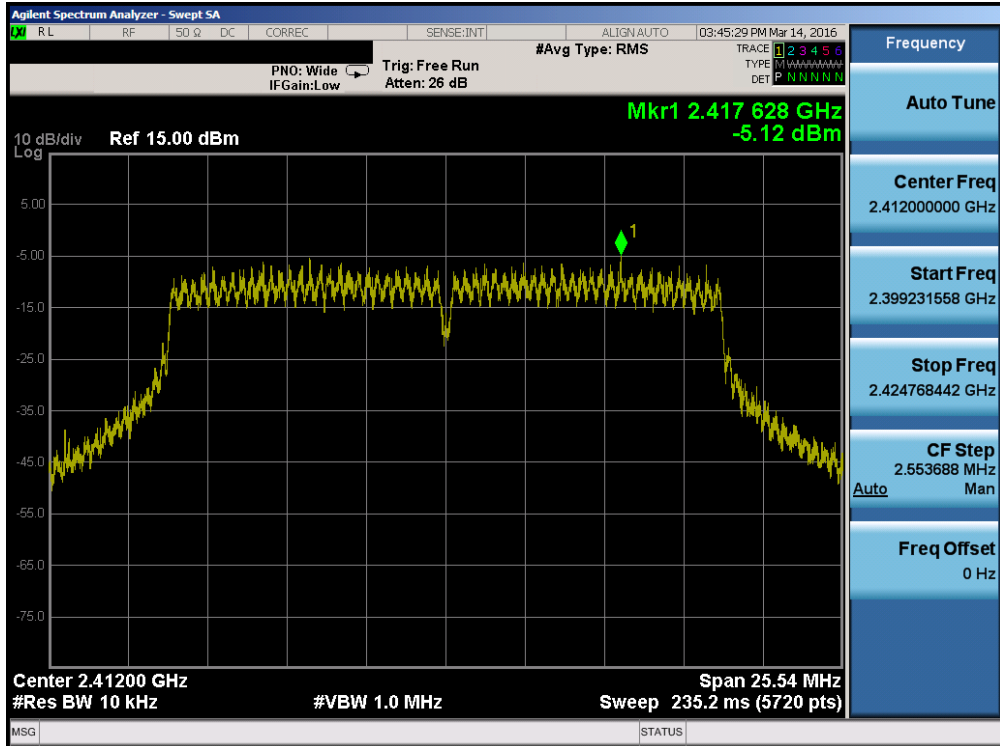 Agilent Spectrum Analyzer - Swept SA
LXI RL RF 50 Ω DC CORREC SENSE:INT ALIGN AUTO 03:45:29 PM Mar 14, 2016
#Avg Type: RMS
TRACE 1 2 3 4 5 6
TYPE M WWWWW
DET P N N N N N
PNO: Wide
IFGain:Low
Trig: Free Run
Atten: 26 dB
Mkr1 2.417 628 GHz
-5.12 dBm
10 dB/div
Log
Ref 15.00 dBm
1
5.00
-5.00
-15.0
-25.0
-35.0
-45.0
-55.0
-65.0
-75.0
Center 2.41200 GHz
Span 25.54 MHz
#Res BW 10 kHz
#VBW 1.0 MHz
Sweep 235.2 ms (5720 pts)
MSG
STATUS
Frequency
Auto Tune
Center Freq
2.412000000 GHz
Start Freq
2.399231558 GHz
Stop Freq
2.424768442 GHz
CF Step
2.553688 MHz
Auto Man
Freq Offset
0 Hz